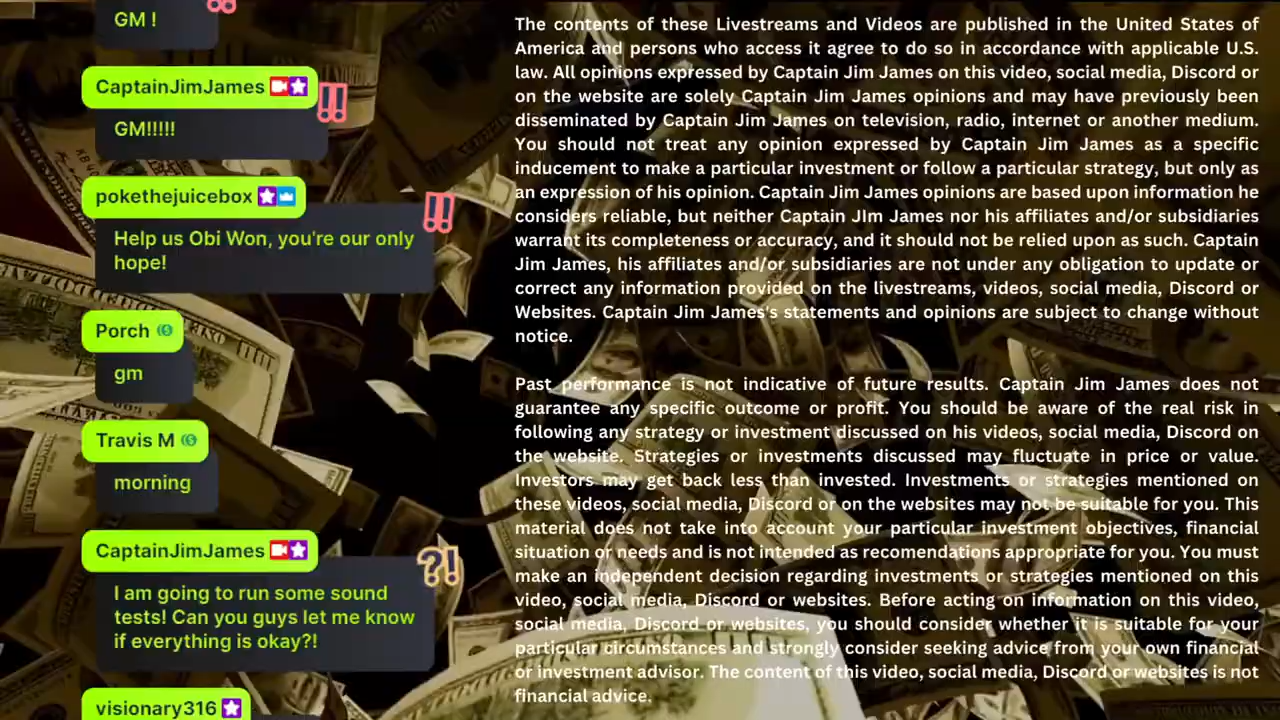 GM !
CaptainJimJames
GM!!!!!
pokethejuicebox
Help us Obi Won, you're our only
hope!
Porch
gm
Travis M
morning
CaptainJimJames
I am going to run some sound
tests! Can you guys let me know
if everything is okay?!
visionary316
The contents of these Livestreams and Videos are published in the United States of
America and persons who access it agree to do so in accordance with applicable U.S.
law. All opinions expressed by Captain Jim James on this video, social media, Discord or
on the website are solely Captain Jim James opinions and may have previously been
disseminated by Captain Jim James on television, radio, internet or another medium.
You should not treat any opinion expressed by Captain Jim James as a specific
inducement to make a particular investment or follow a particular strategy, but only as
an expression of his opinion. Captain Jim James opinions are based upon information he
considers reliable, but neither Captain JIm James nor his affiliates and/or subsidiaries
warrant its completeness or accuracy, and it should not be relied upon as such. Captain
Jim James, his affiliates and/or subsidiaries are not under any obligation to update or
correct any information provided on the livestreams, videos, social media, Discord or
Websites. Captain Jim James's statements and opinions are subject to change without
notice.
Past performance is not indicative of future results. Captain Jim James does not
guarantee any specific outcome or profit. You should be aware of the real risk in
following any strategy or investment discussed on his videos, social media, Discord on
the website. Strategies or investments discussed may fluctuate in price or value.
Investors may get back less than invested. Investments or strategies mentioned on
these videos, social media, Discord or on the websites may not be suitable for you. This
material does not take into account your particular investment objectives, financial
situation or needs and is not intended as recomendations appropriate for you. You must
make an independent decision regarding investments or strategies mentioned on this
video, social media, Discord or websites. Before acting on information on this video,
social media, Discord or websites, you should consider whether it is suitable for your
particular circumstances and strongly consider seeking advice from your own financial
or investment advisor. The content of this video, social media, Discord or websites is not
financial advice.